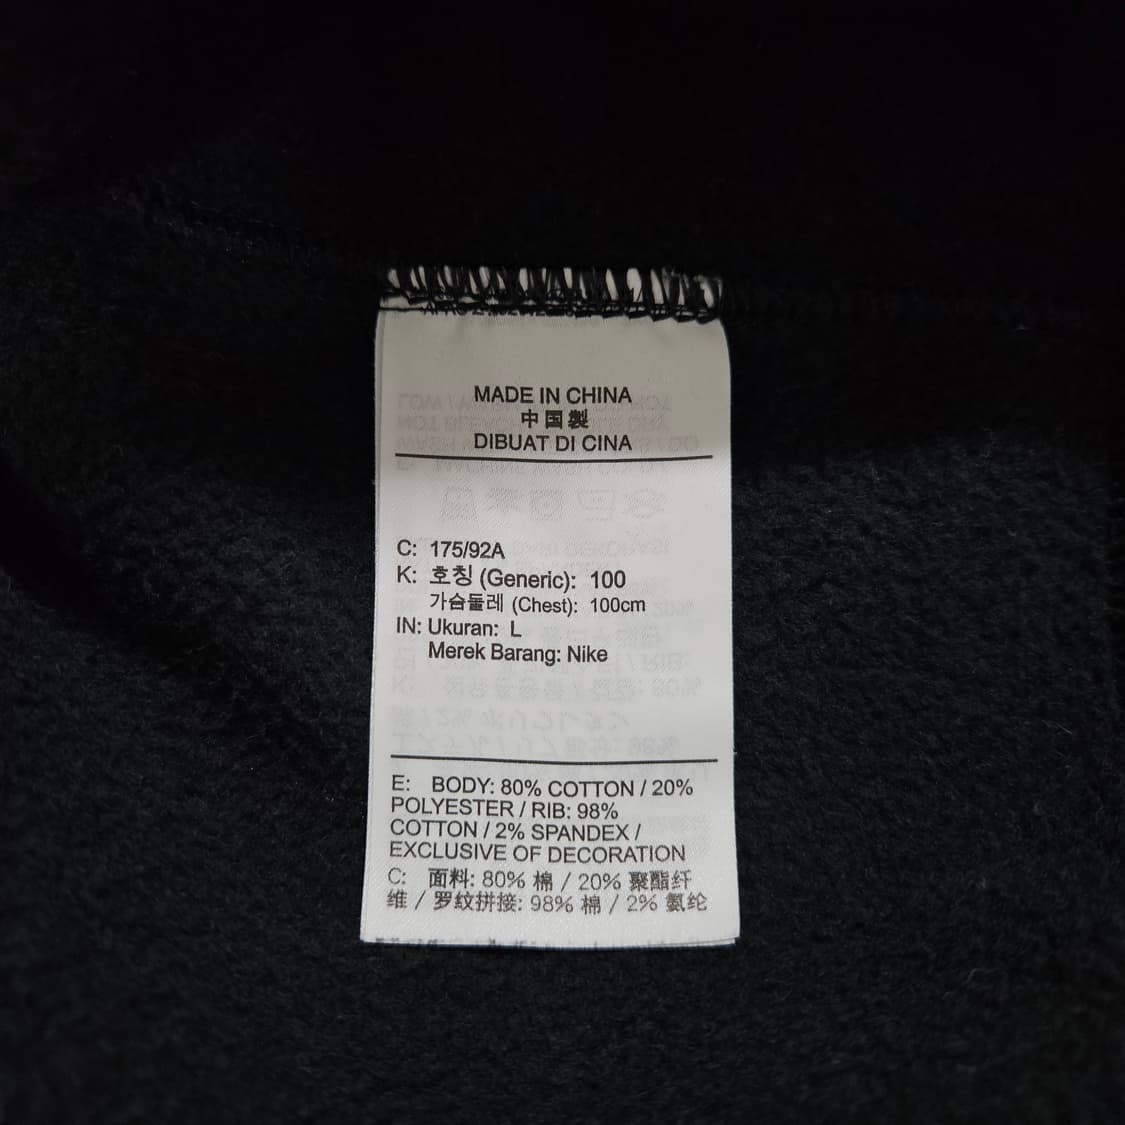 MADE IN CHINA
中国製
DIBUAT DI CINA
C: 175/92A
K: 호칭 (Generic): 100
가슴둘레 (Chest): 100cm
IN: Ukuran: L
Merek Barang: Nike
E: BODY: 80% COTTON / 20%
POLYESTER / RIB: 98%
COTTON / 2% SPANDEX /
EXCLUSIVE OF DECORATION
C: 面料: 80% 棉 / 20% 聚酯纤
维 / 罗纹拼接: 98% 棉 / 2% 氨纶